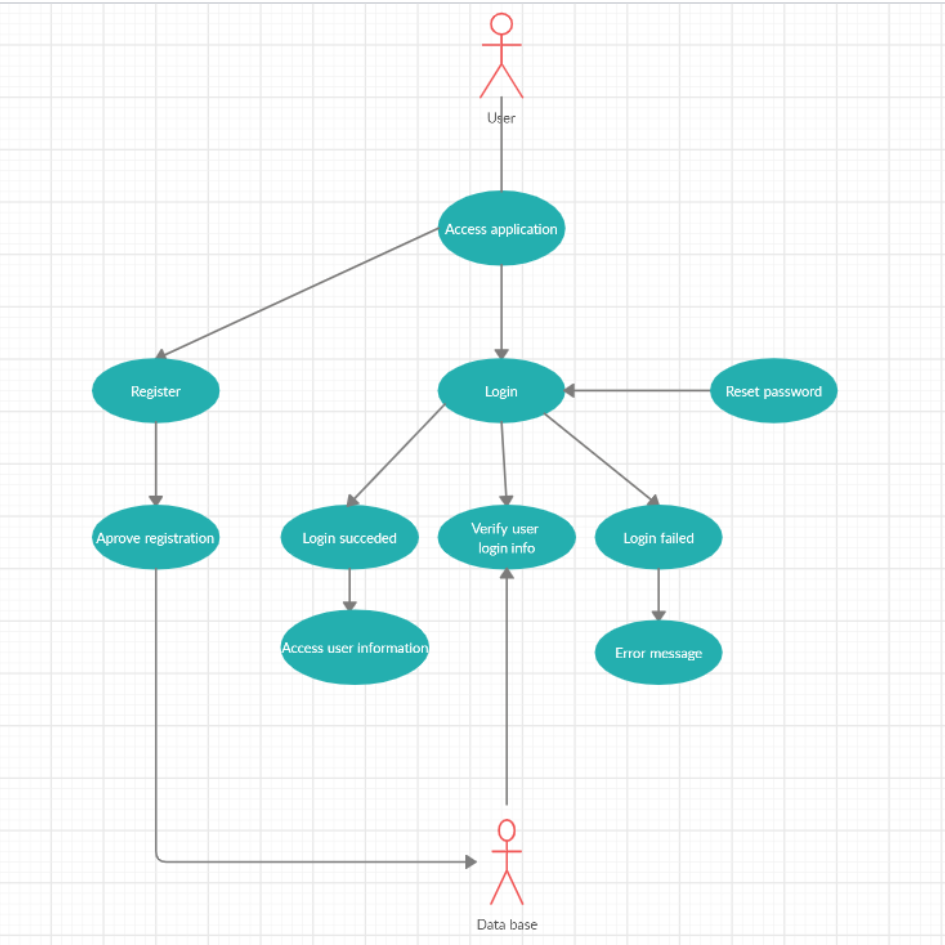 User
Access application
Register
Login
Reset password
Aprove registration
Login succeded
Verify user
login info
Login failed
Access user information
Error message
Data base